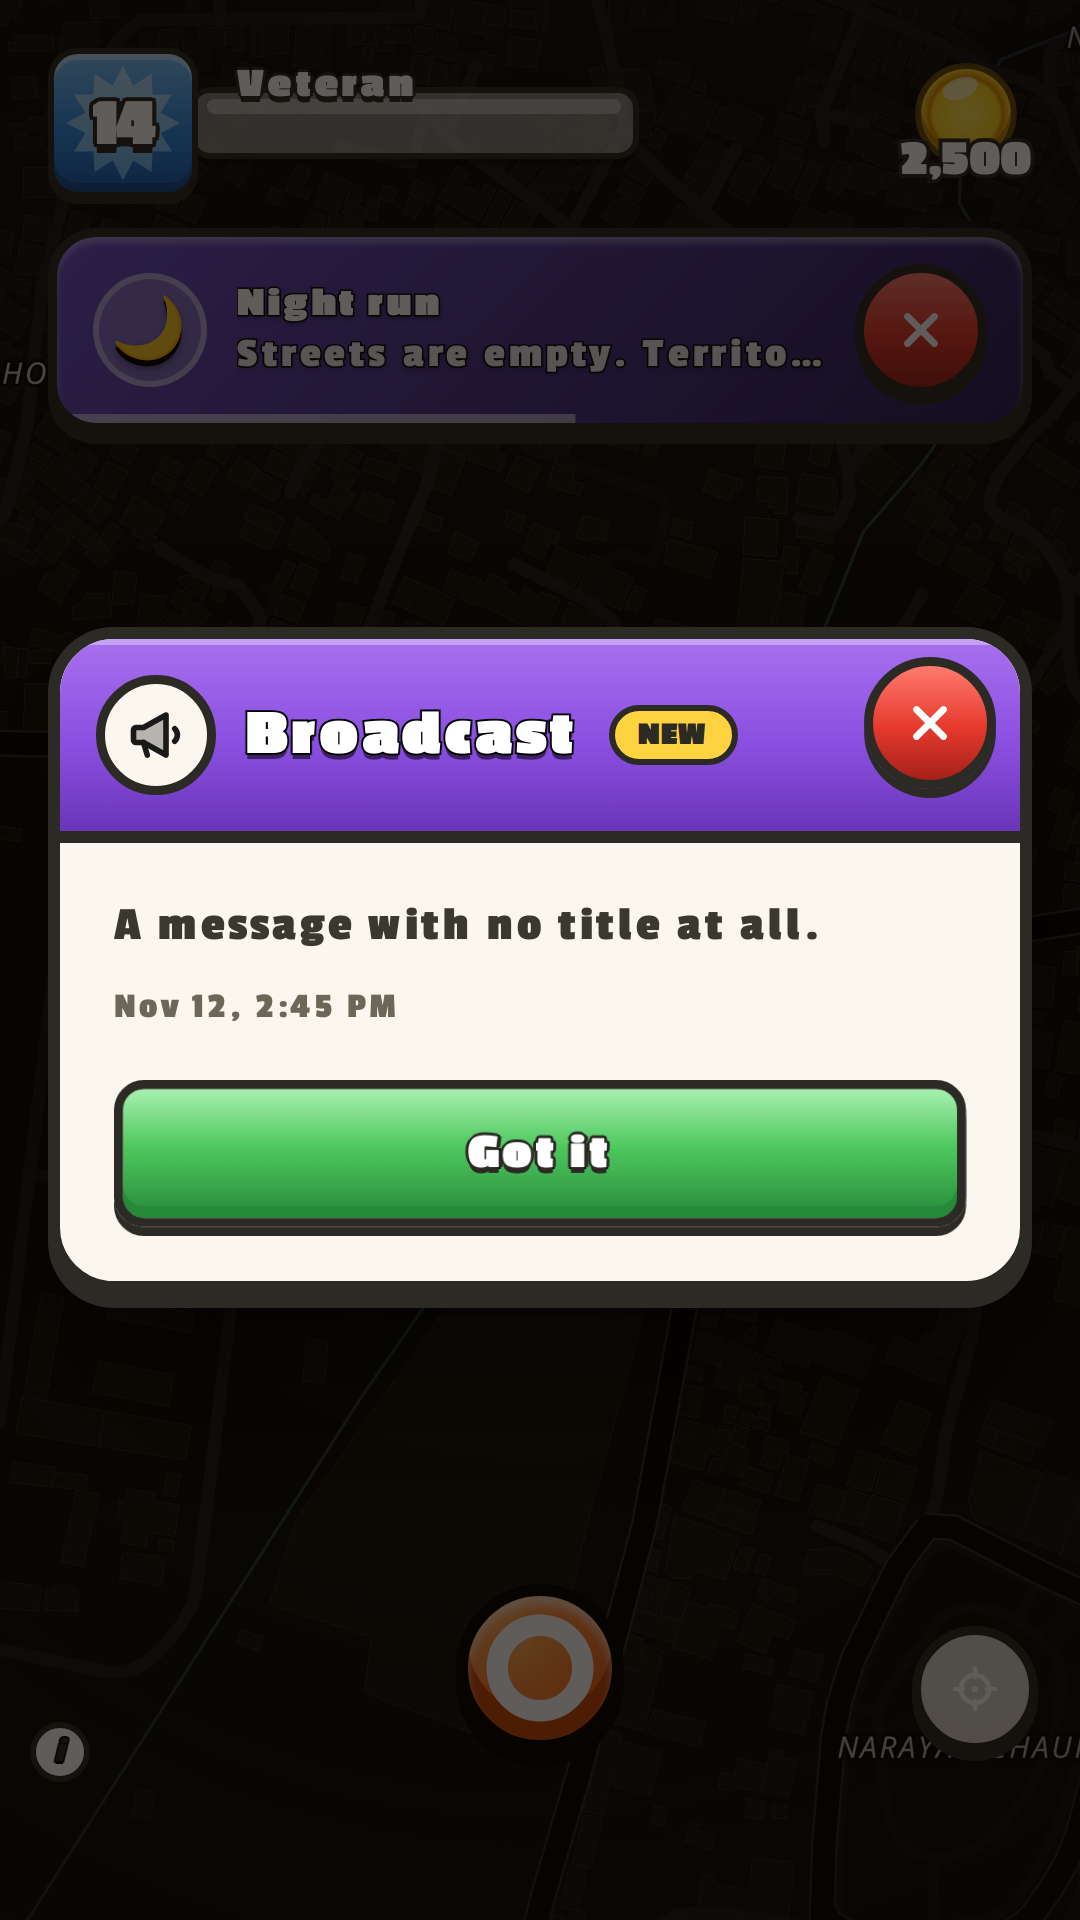 Veteran
14
2,500
Night run
Streets are empty. Territo...
HO
Broadcast
NEW
A message with no title at all.
Nov 12, 2:45 PM
Got it
i